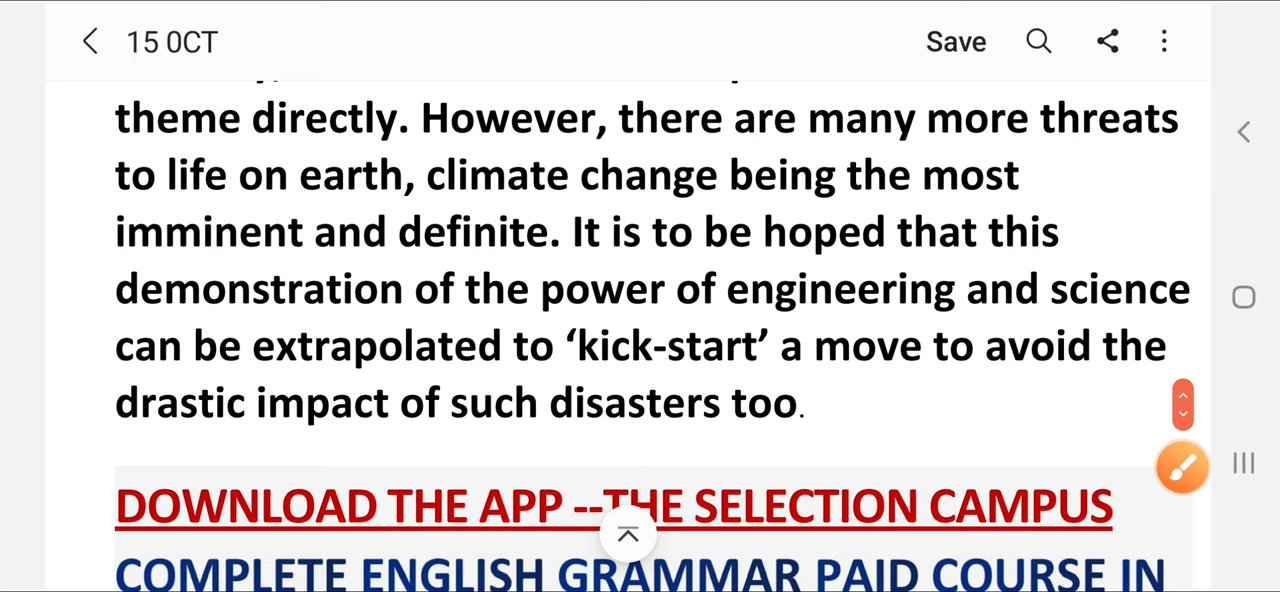 15 OCT
Save
theme directly. However, there are many more threats
to life on earth, climate change being the most
imminent and definite. It is to be hoped that this
demonstration of the power of engineering and science
can be extrapolated to ‘kick-start’ a move to avoid the
drastic impact of such disasters too.
DOWNLOAD THE APP --THE SELECTION CAMPUS
COMPLETE ENGLISH GRAMMAR PAID COURSE IN